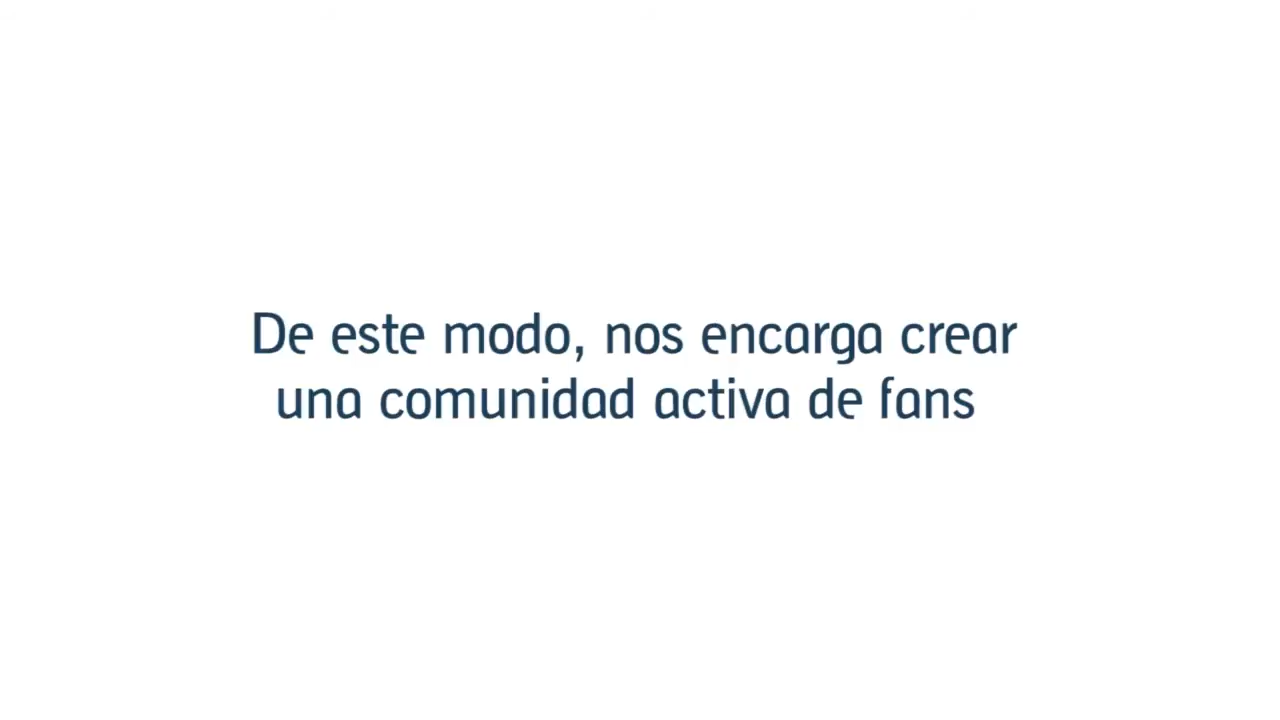 De este modo, nos encarga crear
una comunidad activa de fans